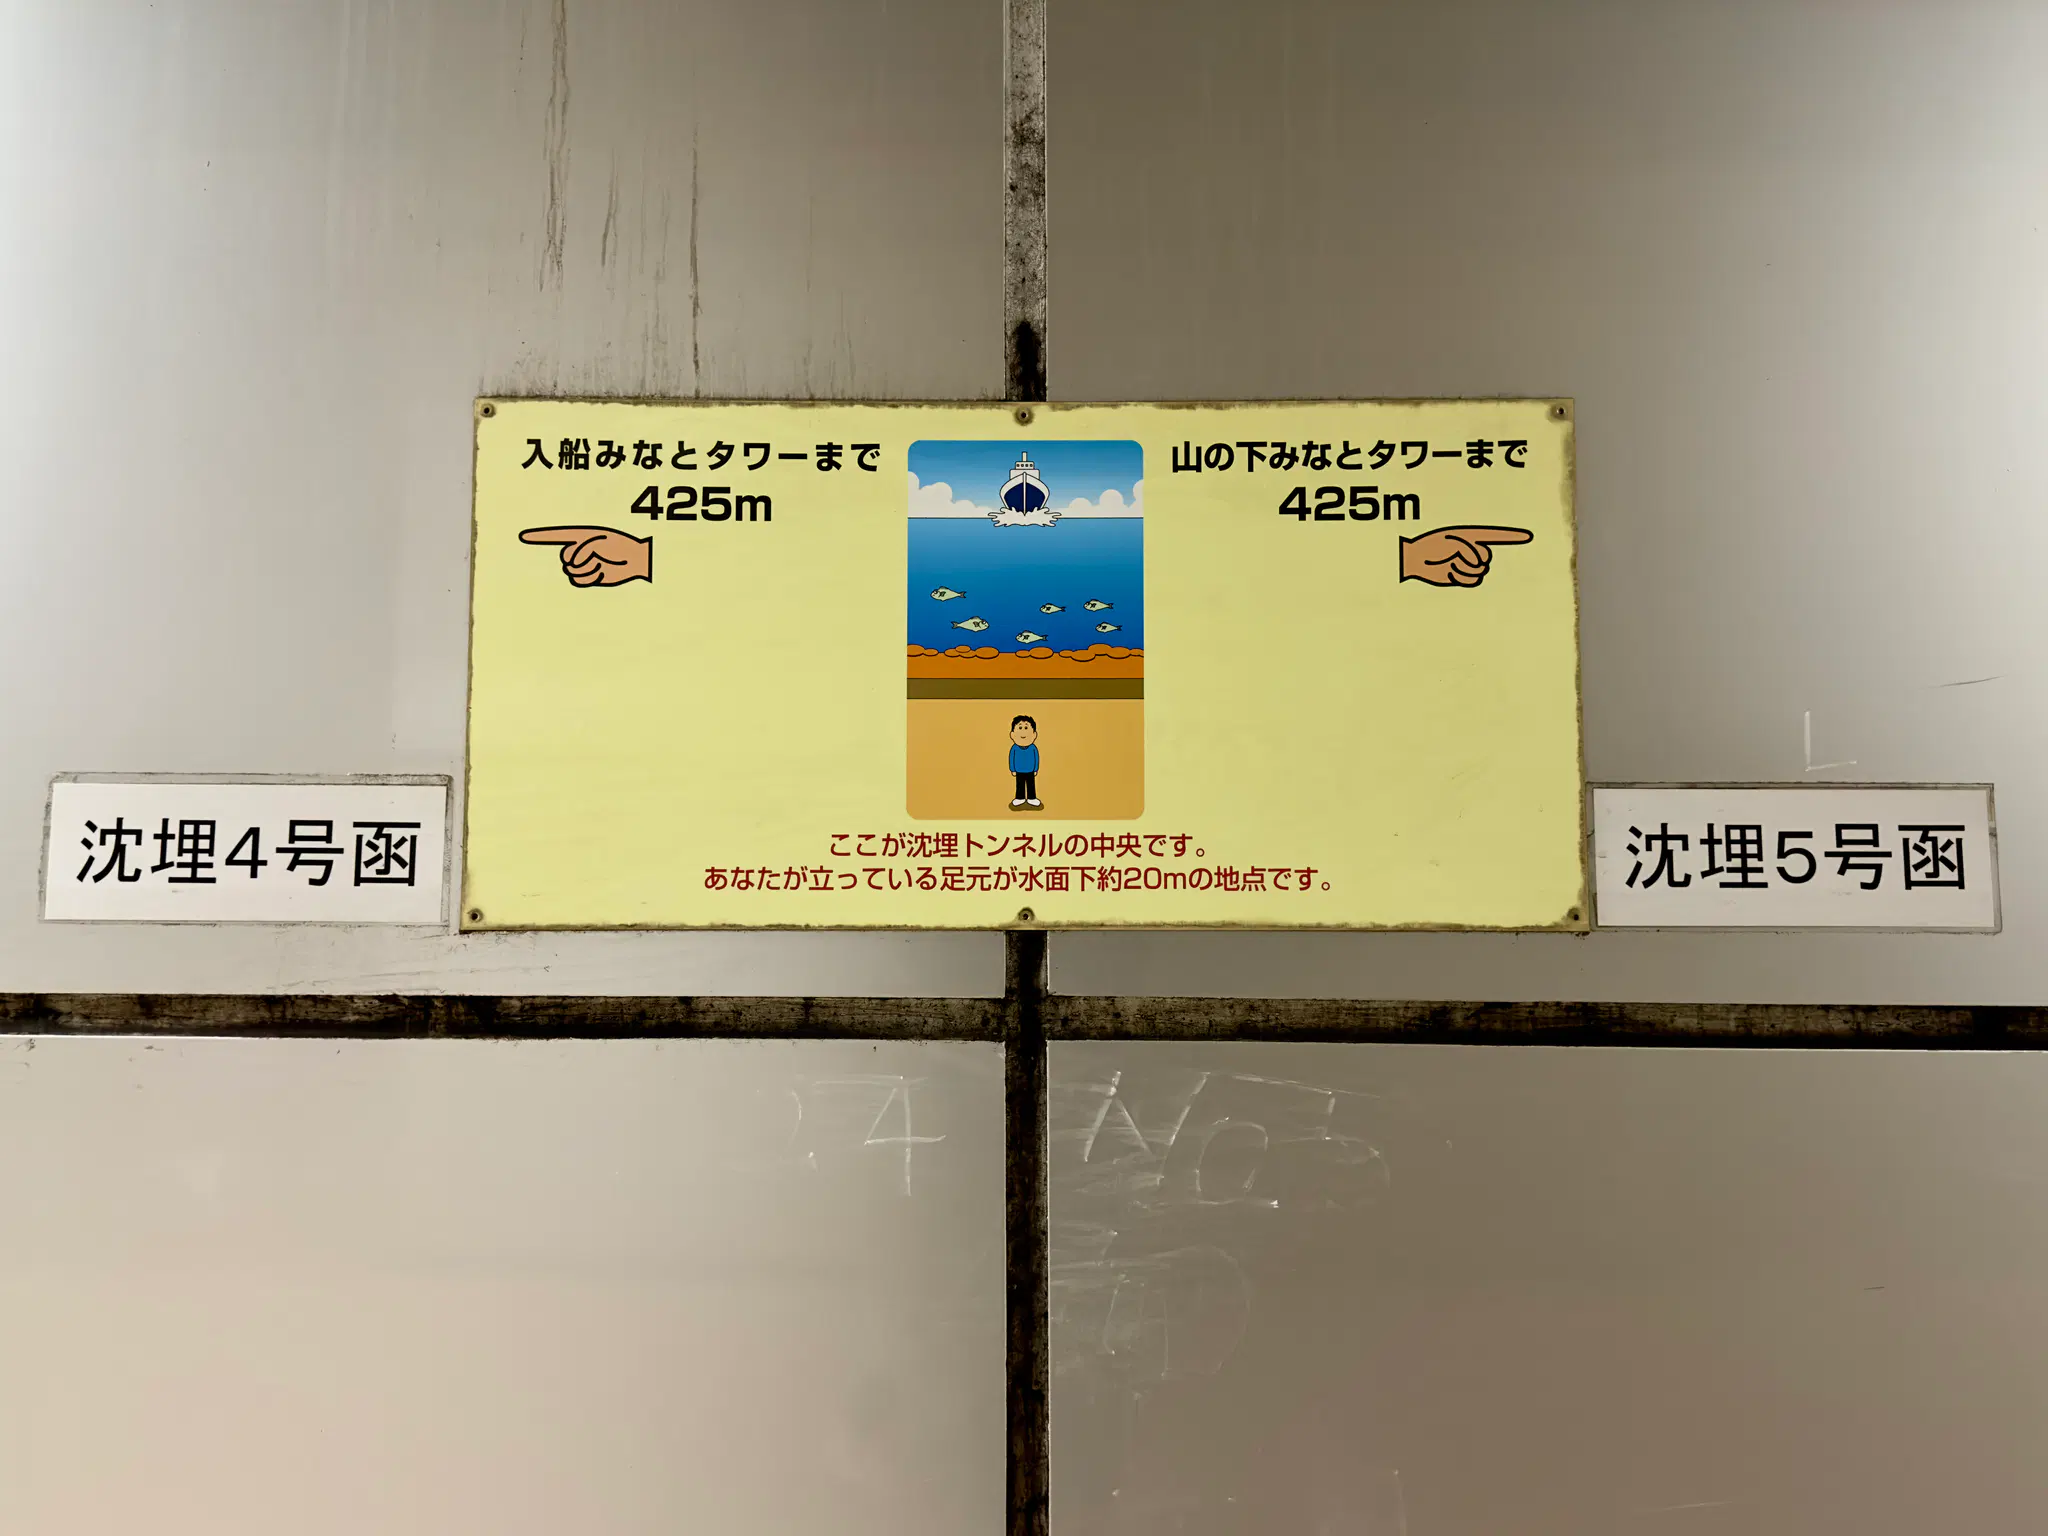 入船みなとタワーまで
425m
山の下みなとタワーまで
425m
ここが沈埋トンネルの中央です。
あなたが立っている足元が水面下約20mの地点です。
沈埋4号函
沈埋5号函
4
No5